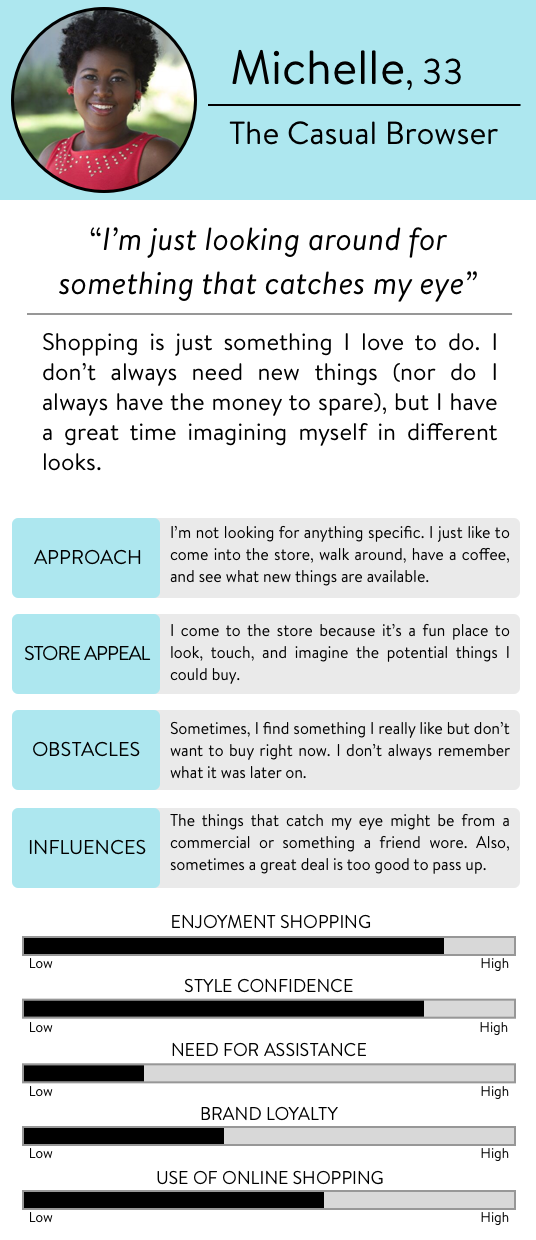 Michelle, 33
The Casual Browser
“I’m just looking around for
something that catches my eye”
Shopping is just something I love to do. I
don’t always need new things (nor do I
always have the money to spare), but I have
a great time imagining myself in different
looks.
APPROACH
I’m not looking for anything specific. I just like to
come into the store, walk around, have a coffee,
and see what new things are available.
STORE APPEAL
I come to the store because it’s a fun place to
look, touch, and imagine the potential things I
could buy.
OBSTACLES
Sometimes, I find something I really like but don’t
want to buy right now. I don’t always remember
what it was later on.
INFLUENCES
The things that catch my eye might be from a
commercial or something a friend wore. Also,
sometimes a great deal is too good to pass up.
ENJOYMENT SHOPPING
Low High
STYLE CONFIDENCE
Low High
NEED FOR ASSISTANCE
Low High
BRAND LOYALTY
Low High
USE OF ONLINE SHOPPING
Low High